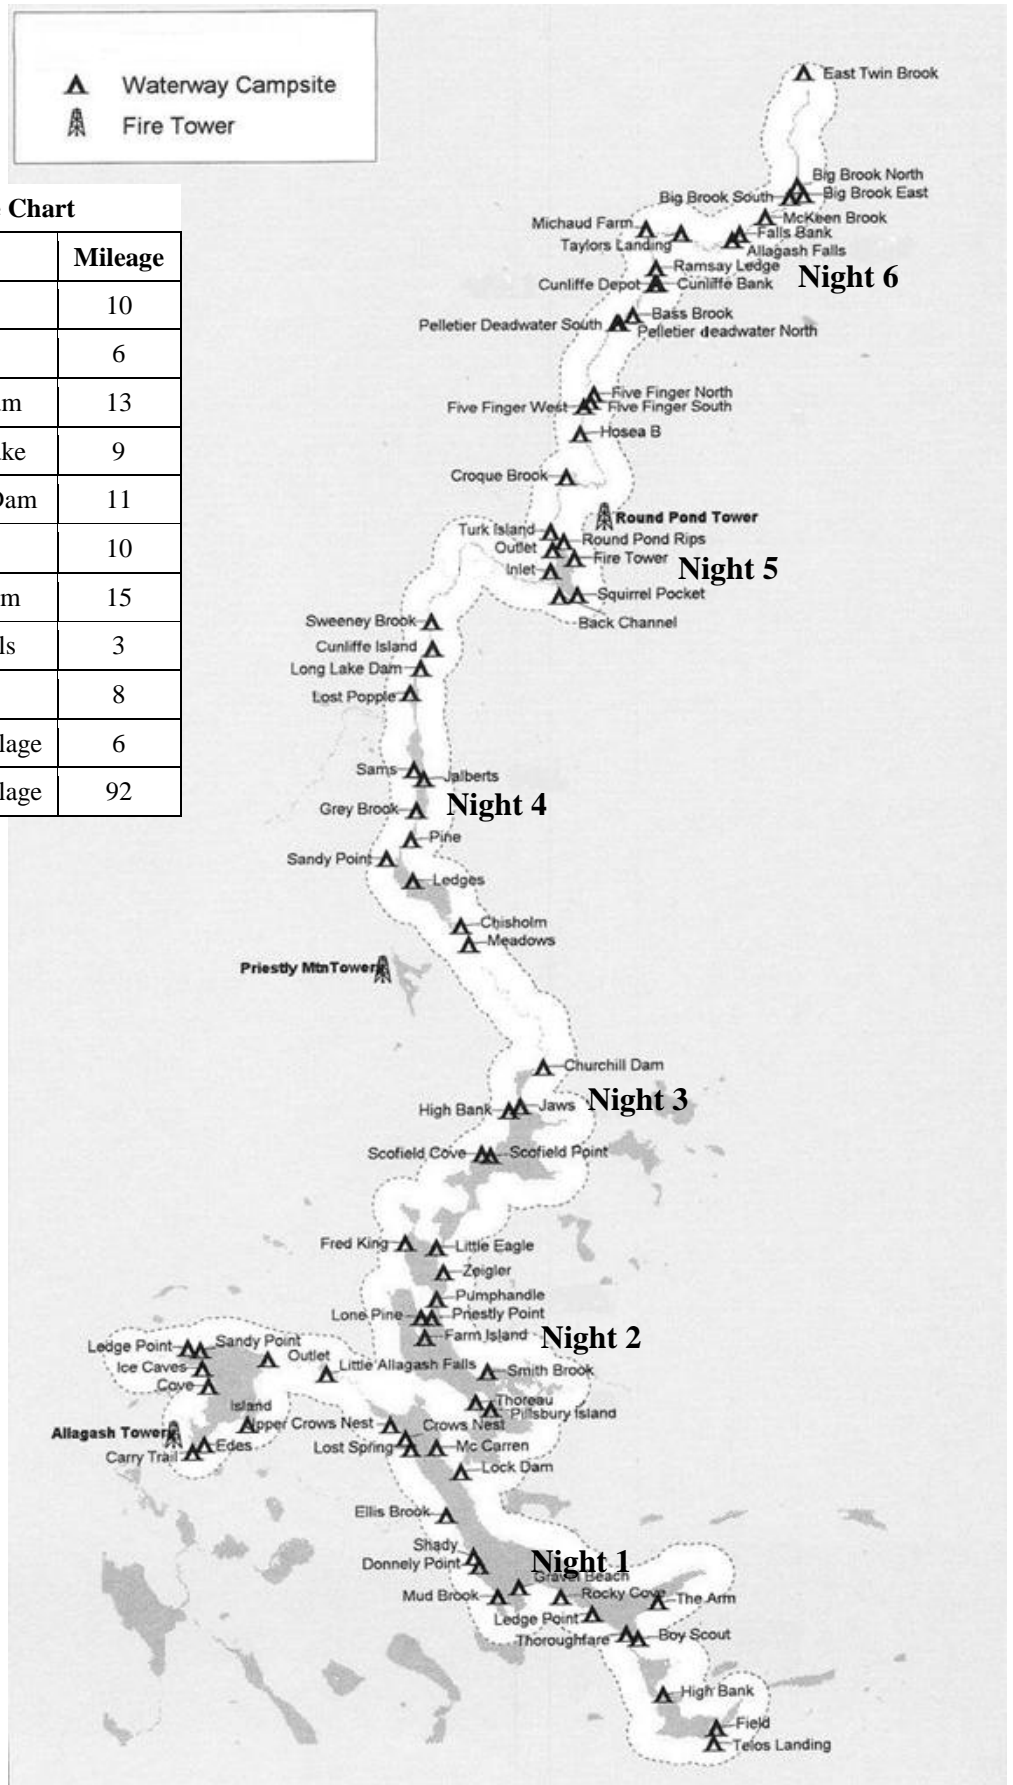 Waterway Campsite
Fire Tower
Chart
Mileage
10
6
13
9
Dam 11
10
15
3
8
6
92
East Twin Brook
Big Brook North
Big Brook South
Big Brook East
McKeen Brook
Michaud Farm
Falls Bank
Taylors Landing
Allagash Falls
Ramsay Ledge
Night 6
Cunliffe Depot
Cunliffe Bank
Bass Brook
Pelletier Deadwater South
Pelletier deadwater North
Five Finger North
Five Finger West
Five Finger South
Hosea B
Croque Brook
Round Pond Tower
Turk Island
Round Pond Rips
Outlet
Fire Tower
Night 5
Inlet
Squirrel Pocket
Back Channel
Sweeney Brook
Cunliffe Island
Long Lake Dam
Lost Popple
Sams
Jalberts
Grey Brook
Night 4
Pine
Sandy Point
Ledges
Chisholm
Meadows
Priestly Mtn Tower
Churchill Dam
High Bank
Jaws
Night 3
Scofield Cove
Scofield Point
Fred King
Little Eagle
Zeigler
Pumphandle
Lone Pine
Priestly Point
Farm Island
Night 2
Ledge Point
Sandy Point
Outlet
Ice Caves
Little Allagash Falls
Smith Brook
Cove
Thoreau
Island
Pillsbury Island
Upper Crows Nest
Crows Nest
Allagash Tower
Edes
Lost Spring
Mc Carren
Carry Trail
Lock Dam
Ellis Brook
Shady
Donnely Point
Night 1
Gravel Beach
Mud Brook
Rocky Cove
The Arm
Ledge Point
Thoroughfare
Boy Scout
High Bank
Field
Telos Landing